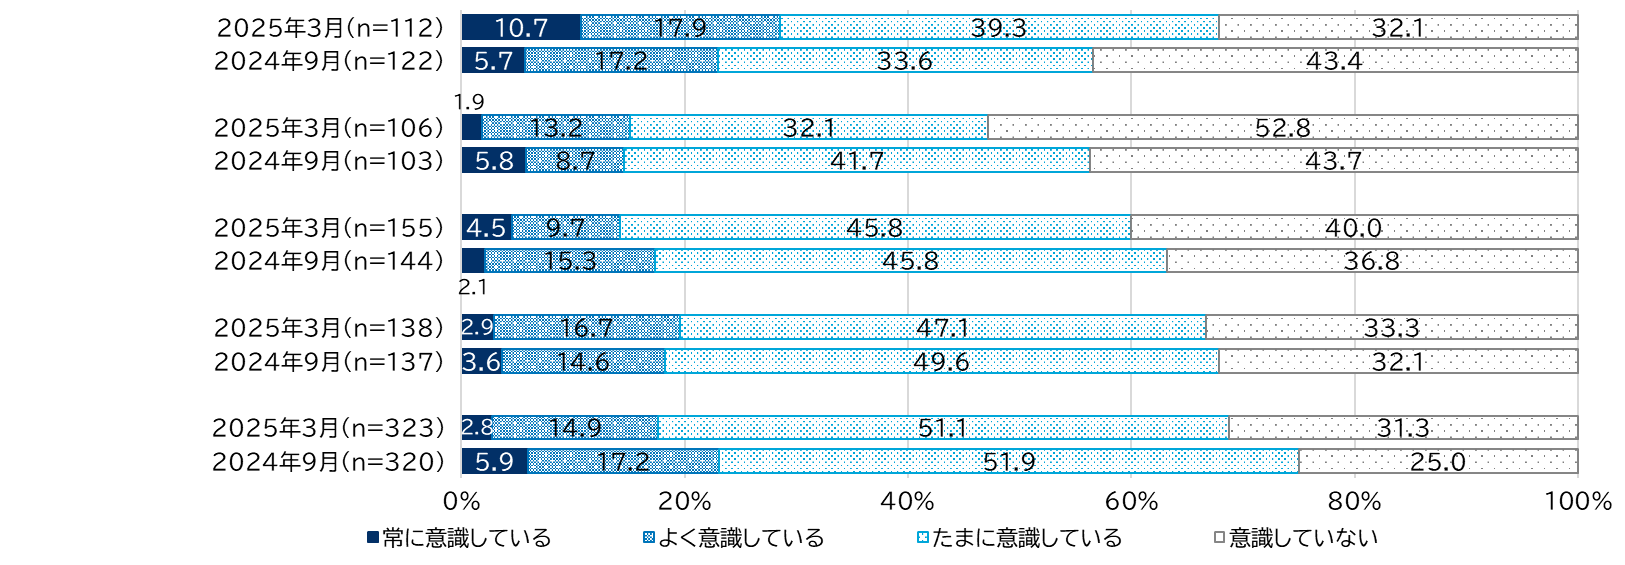 2025年3月(n=112) 10.7 17.9 39.3 32.1
2024年9月(n=122) 5.7 17.2 33.6 43.4
1.9
2025年3月(n=106) 13.2 32.1 52.8
2024年9月(n=103) 5.8 8.7 41.7 43.7
2025年3月(n=155) 4.5 9.7 45.8 40.0
2024年9月(n=144) 15.3 45.8 36.8
2.1
2025年3月(n=138) 2.9 16.7 47.1 33.3
2024年9月(n=137) 3.6 14.6 49.6 32.1
2025年3月(n=323) 2.8 14.9 51.1 31.3
2024年9月(n=320) 5.9 17.2 51.9 25.0
0% 20% 40% 60% 80% 100%
常に意識している よく意識している たまに意識している 意識していない